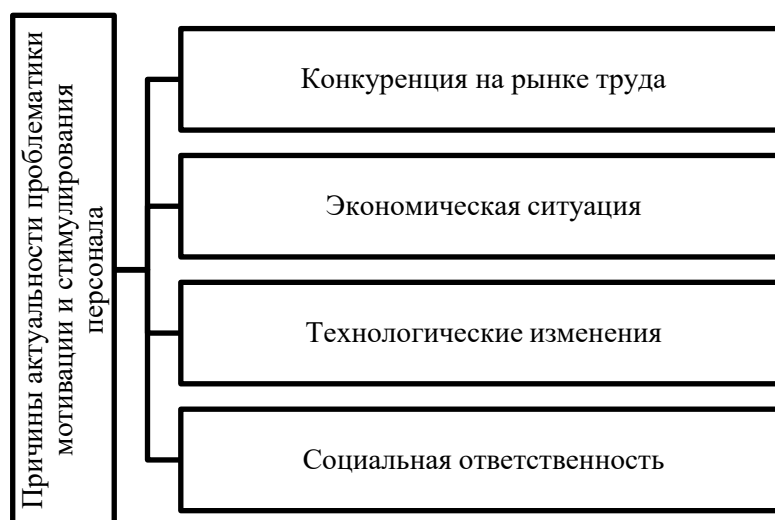 Причины актуальности проблематики
мотивации и стимулирования
персонала
Конкуренция на рынке труда
Экономическая ситуация
Технологические изменения
Социальная ответственность